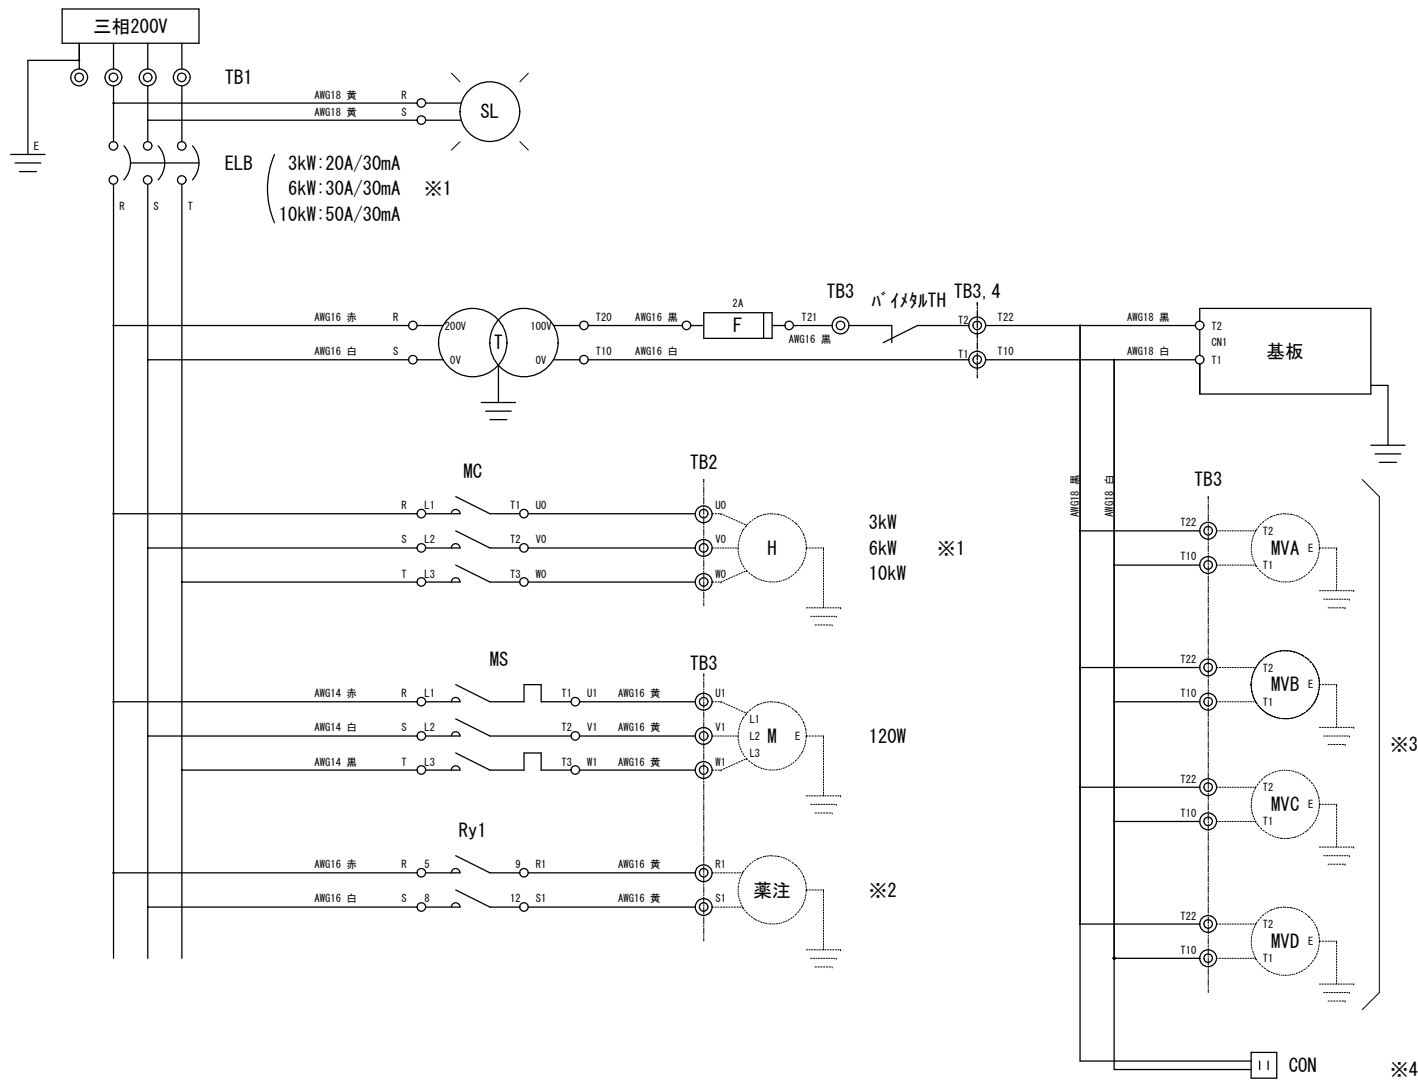 三相200V
TB1
AWG18 黄 R
AWG18 黄 S
SL
E
ELB
3kW:20A/30mA
6kW:30A/30mA ※1
10kW:50A/30mA
R S T
TB3 バイメタルTH TB3,4
2A
AWG16 赤 R 200V 100V T20 AWG16 黒 F T21 T2 T22 AWG18 黒 T2
AWG16 黒
T
CN1
基板
AWG16 白 S 0V 0V T10 AWG16 白 T1 T10 AWG18 白 T1
MC
TB2
R L1 T1 U0 U0
S L2 T2 V0 V0 H
T L3 T3 W0 W0
3kW
6kW ※1
10kW
MS
TB3
AWG14 赤 R L1 T1 U1 AWG16 黄 U1
AWG14 白 S L2 T2 V1 AWG16 黄 V1
AWG14 黒 T L3 T3 W1 AWG16 黄 W1
L1
L2 M E
L3
120W
Ry1
AWG16 赤 R 5 9 R1 AWG16 黄 R1
AWG16 白 S 8 12 S1 AWG16 黄 S1
薬注
※2
AWG18 黒
AWG18 白
TB3
T22 T2
MVA E
T10 T1
T22 T2
MVB E
T10 T1
※3
T22 T2
MVC E
T10 T1
T22 T2
MVD E
T10 T1
CON ※4